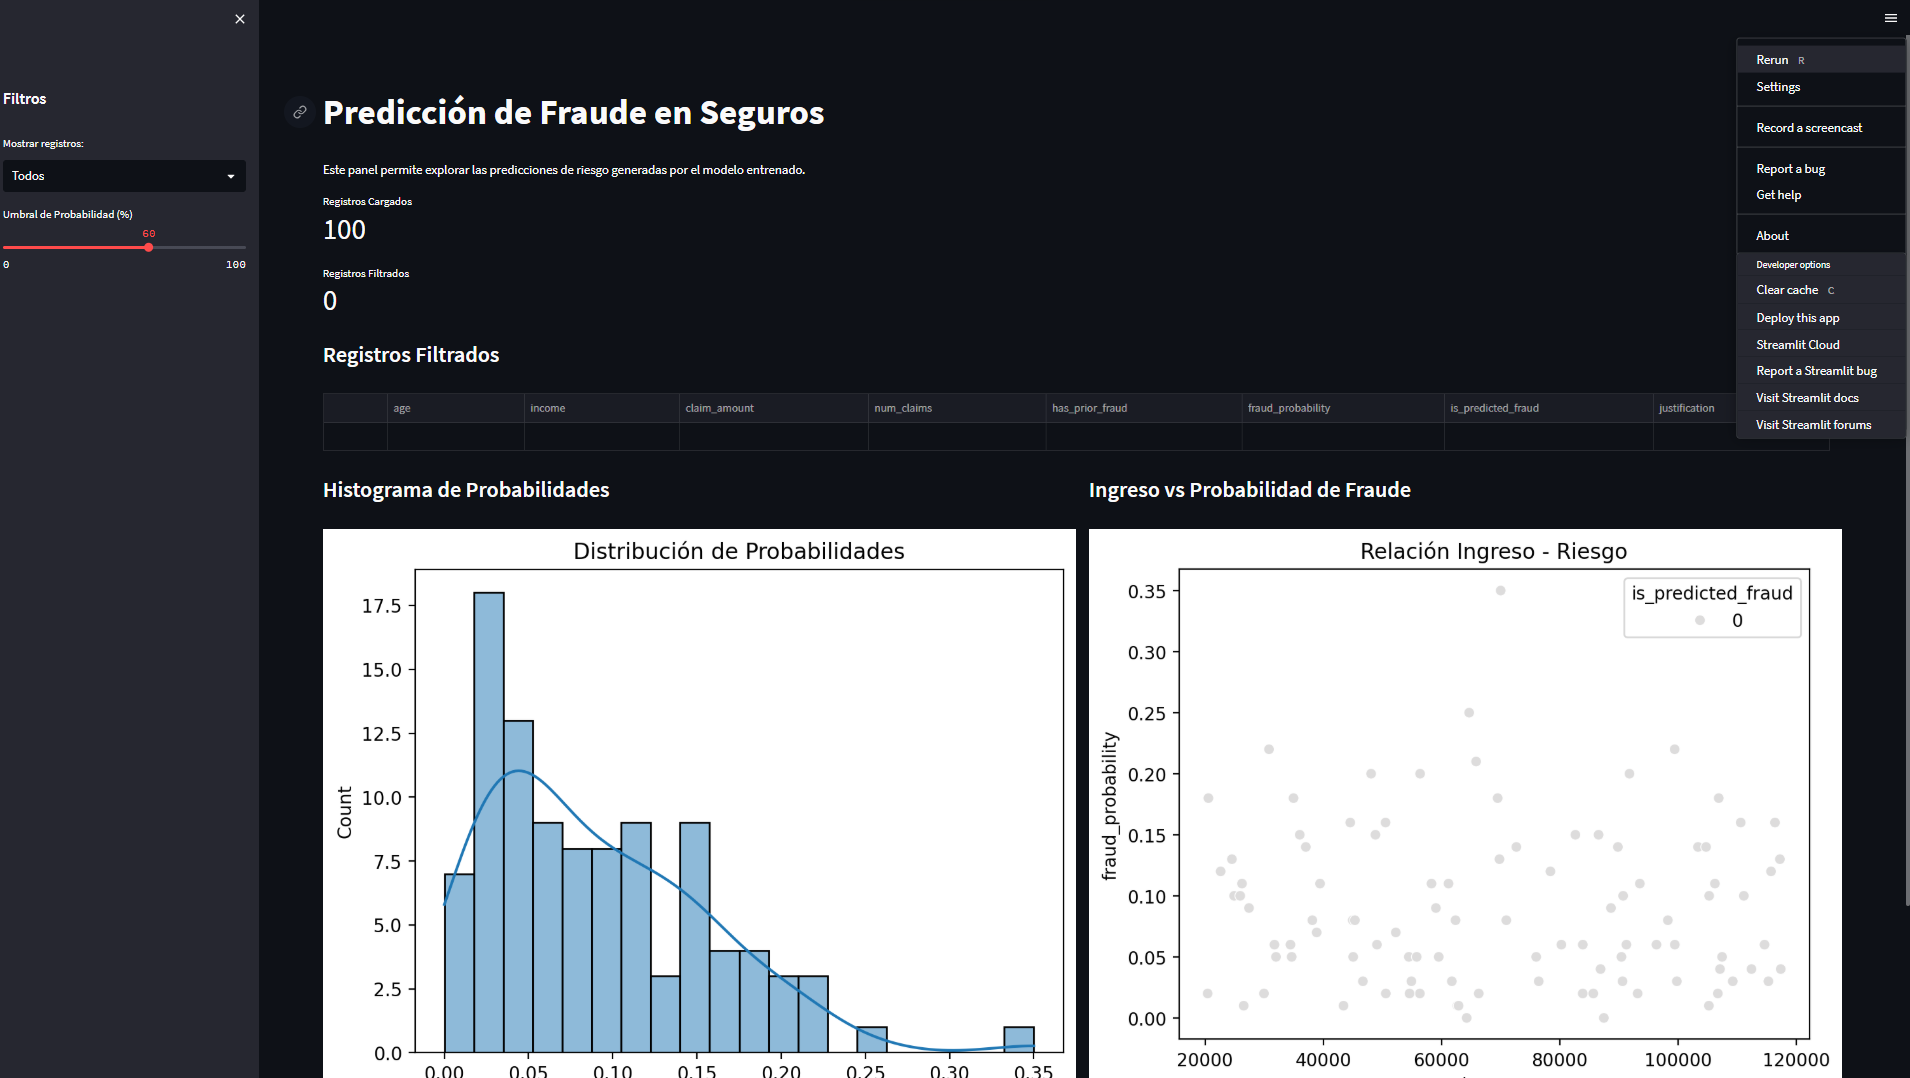 Filtros
Mostrar registros:
Todos
Umbral de Probabilidad (%)
60
0 100
Predicción de Fraude en Seguros
Este panel permite explorar las predicciones de riesgo generadas por el modelo entrenado.
Registros Cargados
100
Registros Filtrados
0
Registros Filtrados
age income claim_amount num_claims has_prior_fraud fraud_probability is_predicted_fraud justification
Rerun R
Settings
Record a screencast
Report a bug
Get help
About
Developer options
Clear cache C
Deploy this app
Streamlit Cloud
Report a Streamlit bug
Visit Streamlit docs
Visit Streamlit forums
Histograma de Probabilidades
Distribución de Probabilidades
Count
17.5
15.0
12.5
10.0
7.5
5.0
2.5
0.0
0.00 0.05 0.10 0.15 0.20 0.25 0.30 0.35
Ingreso vs Probabilidad de Fraude
Relación Ingreso - Riesgo
is_predicted_fraud
0
fraud_probability
0.35
0.30
0.25
0.20
0.15
0.10
0.05
0.00
20000 40000 60000 80000 100000 120000